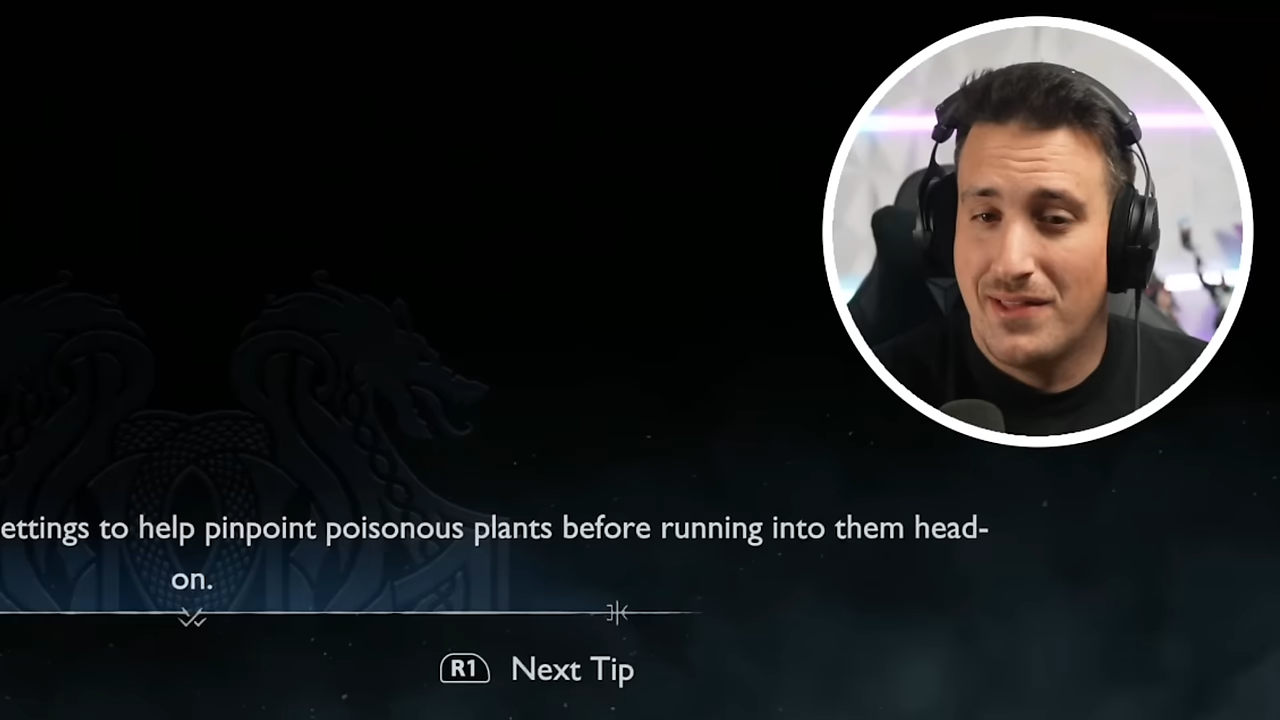 ettings to help pinpoint poisonous plants before running into them head-
on.
R1 Next Tip